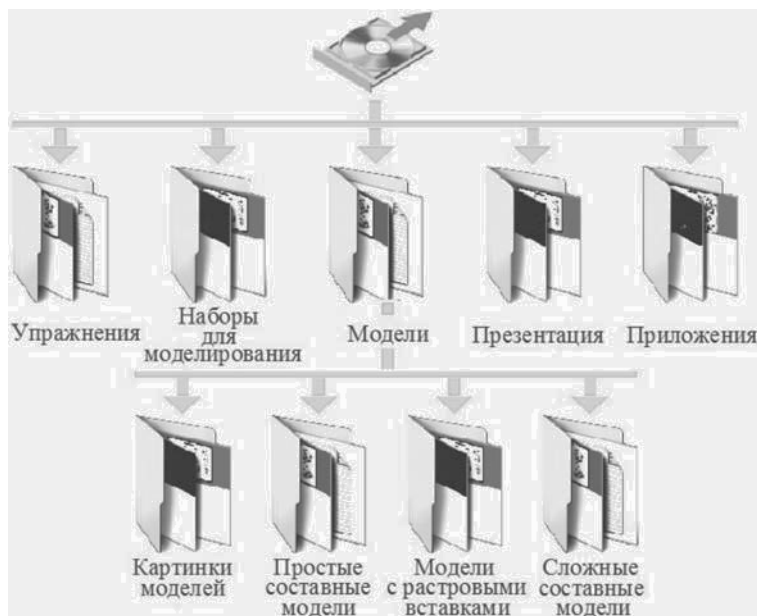 Упражнения
Наборы
для
моделирования
Модели
Презентация
Приложения
Картинки
моделей
Простые
составные
модели
Модели
с растровыми
вставками
Сложные
составные
модели